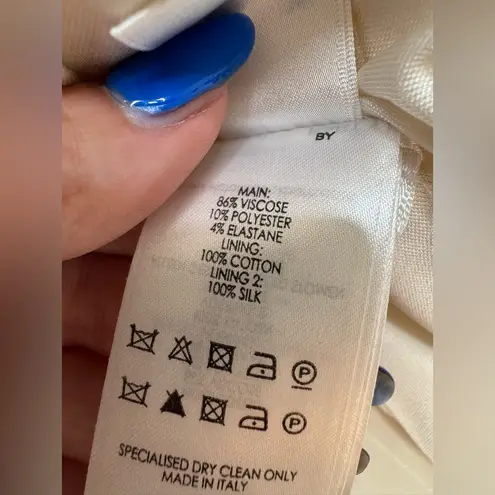 BY
MAIN:
86% VISCOSE
10% POLYESTER
4% ELASTANE
LINING:
100% COTTON
LINING 2:
100% SILK
P
P
SPECIALISED DRY CLEAN ONLY
MADE IN ITALY